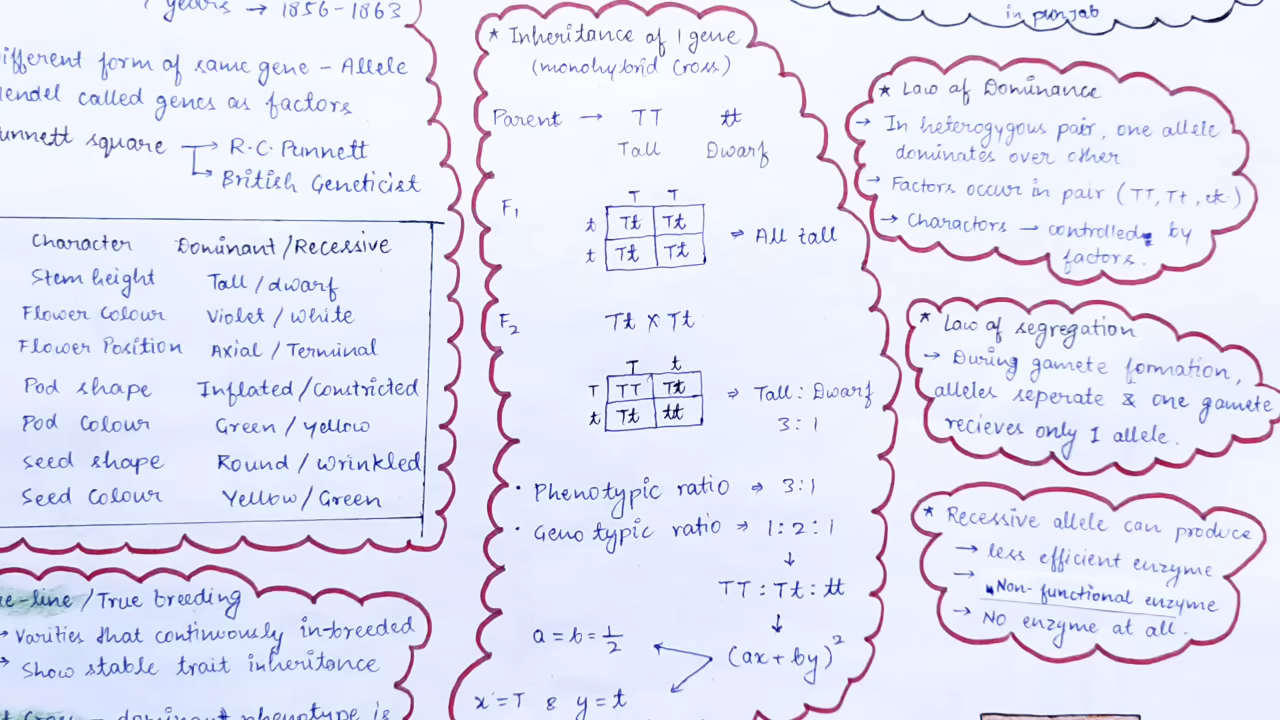 7 years → 1856-1863
ifferent form of same gene - Allele
lendel called genes as factors
unnett square → R.C. Punnett
→ British Geneticist
Character Dominant/Recessive
Stem height Tall/dwarf
Flower Colour Violet/White
Flower Position Axial/Terminal
Pod shape Inflated/Constricted
Pod Colour Green/yellow
Seed shape Round/Wrinkled
Seed Colour Yellow/Green
e-line/True breeding
→ Varities that continuously in-breeded
→ Show stable trait inheritance
dominant phenotype is
* Inheritance of 1 gene
(monohybrid Cross)
Parent → TT tt
Tall Dwarf
F1
T T
t Tt Tt
t Tt Tt
⇒ All tall
F2 Tt X Tt
T t
T TT Tt
t Tt tt
⇒ Tall : Dwarf
3 : 1
• Phenotypic ratio ⇒ 3:1
• Genotypic ratio ⇒ 1:2:1
↓
TT : Tt : tt
↓
a = b = 1/2 (ax + by)²
x = T & y = t
in punjab
* Law of Dominance
→ In heterogygous pair, one allele
dominates over other
→ Factors occur in pair (TT, Tt, etc.)
→ Charactors → controlled by
factors.
* Law of segregation
→ During gamete formation,
alleles seperate & one gamete
recieves only 1 allele.
* Recessive allele can produce
→ less efficient enzyme
→ Non-functional enzyme
→ No enzyme at all.